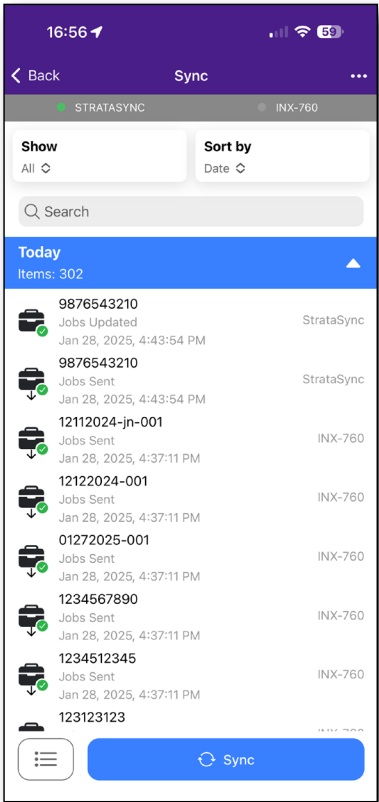 16:56
59
Back
Sync
STRATASYNC
INX-760
Show
All
Sort by
Date
Search
Today
Items: 302
9876543210
Jobs Updated
StrataSync
Jan 28, 2025, 4:43:54 PM
9876543210
Jobs Sent
StrataSync
Jan 28, 2025, 4:43:54 PM
12112024-jn-001
Jobs Sent
INX-760
Jan 28, 2025, 4:37:11 PM
12122024-001
Jobs Sent
INX-760
Jan 28, 2025, 4:37:11 PM
01272025-001
Jobs Sent
INX-760
Jan 28, 2025, 4:37:11 PM
1234567890
Jobs Sent
INX-760
Jan 28, 2025, 4:37:11 PM
1234512345
Jobs Sent
INX-760
Jan 28, 2025, 4:37:11 PM
123123123
Sync